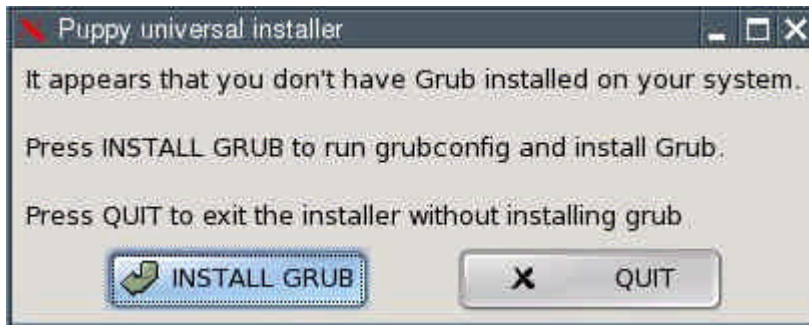 Puppy universal installer
It appears that you don't have Grub installed on your system.
Press INSTALL GRUB to run grubconfig and install Grub.
Press QUIT to exit the installer without installing grub
INSTALL GRUB QUIT